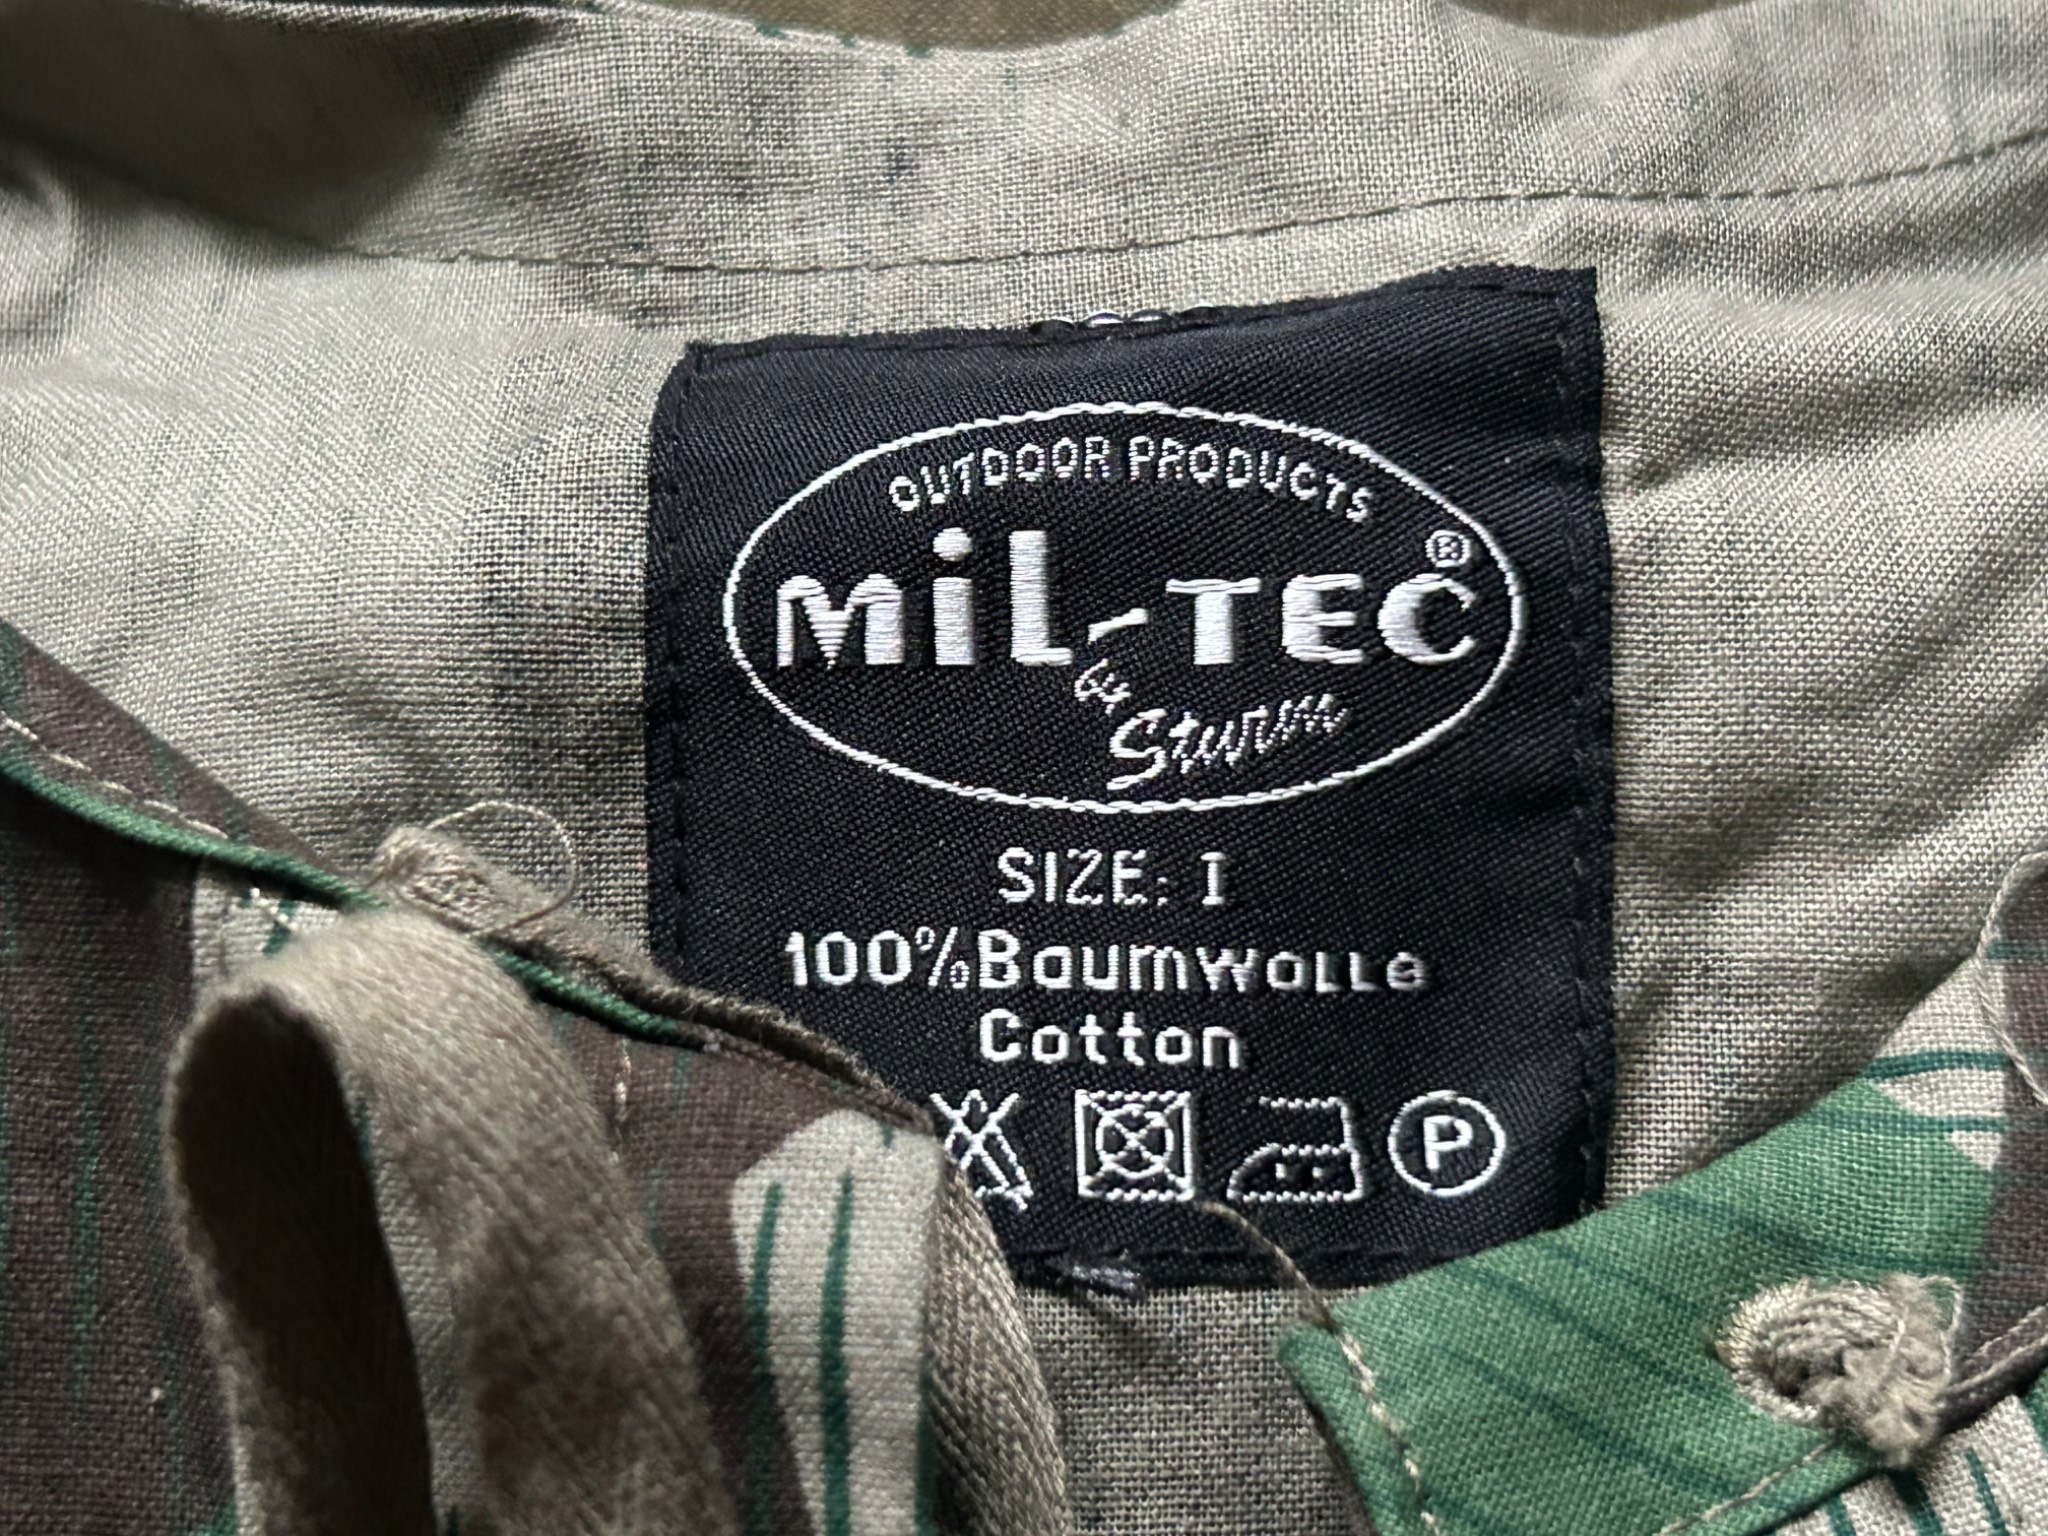 OUTDOOR PRODUCTS
MiL-TEC®
by
Sturm
SIZE: I
100% Baumwolle
Cotton
P